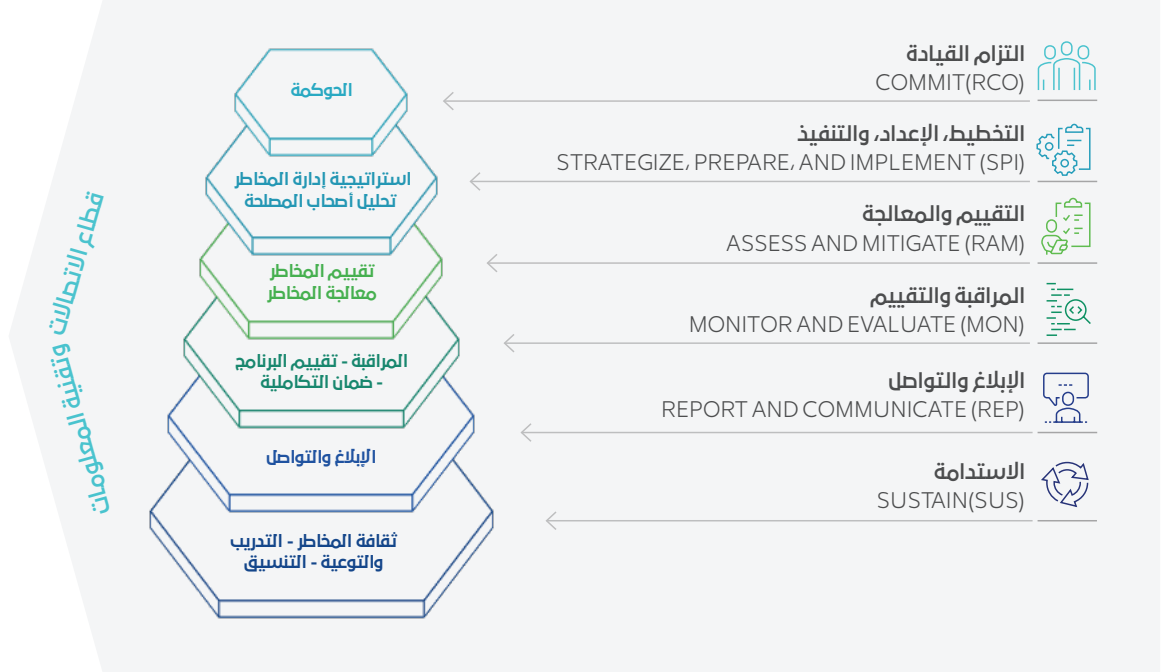 التزام القيادة
COMMIT(RCO)
الحوكمة
التخطيط، الإعداد، والتنفيذ
STRATEGIZE, PREPARE, AND IMPLEMENT (SPI)
استراتيجية إدارة المخاطر
تحليل أصحاب المصلحة
التقييم والمعالجة
ASSESS AND MITIGATE (RAM)
تقييم المخاطر
معالجة المخاطر
المراقبة والتقييم
MONITOR AND EVALUATE (MON)
المراقبة - تقييم البرنامج
- ضمان التكاملية
الإبلاغ والتواصل
REPORT AND COMMUNICATE (REP)
الإبلاغ والتواصل
الاستدامة
SUSTAIN(SUS)
ثقافة المخاطر - التدريب
والتوعية - التنسيق
قطاع الاتصالات وتقنية المعلومات